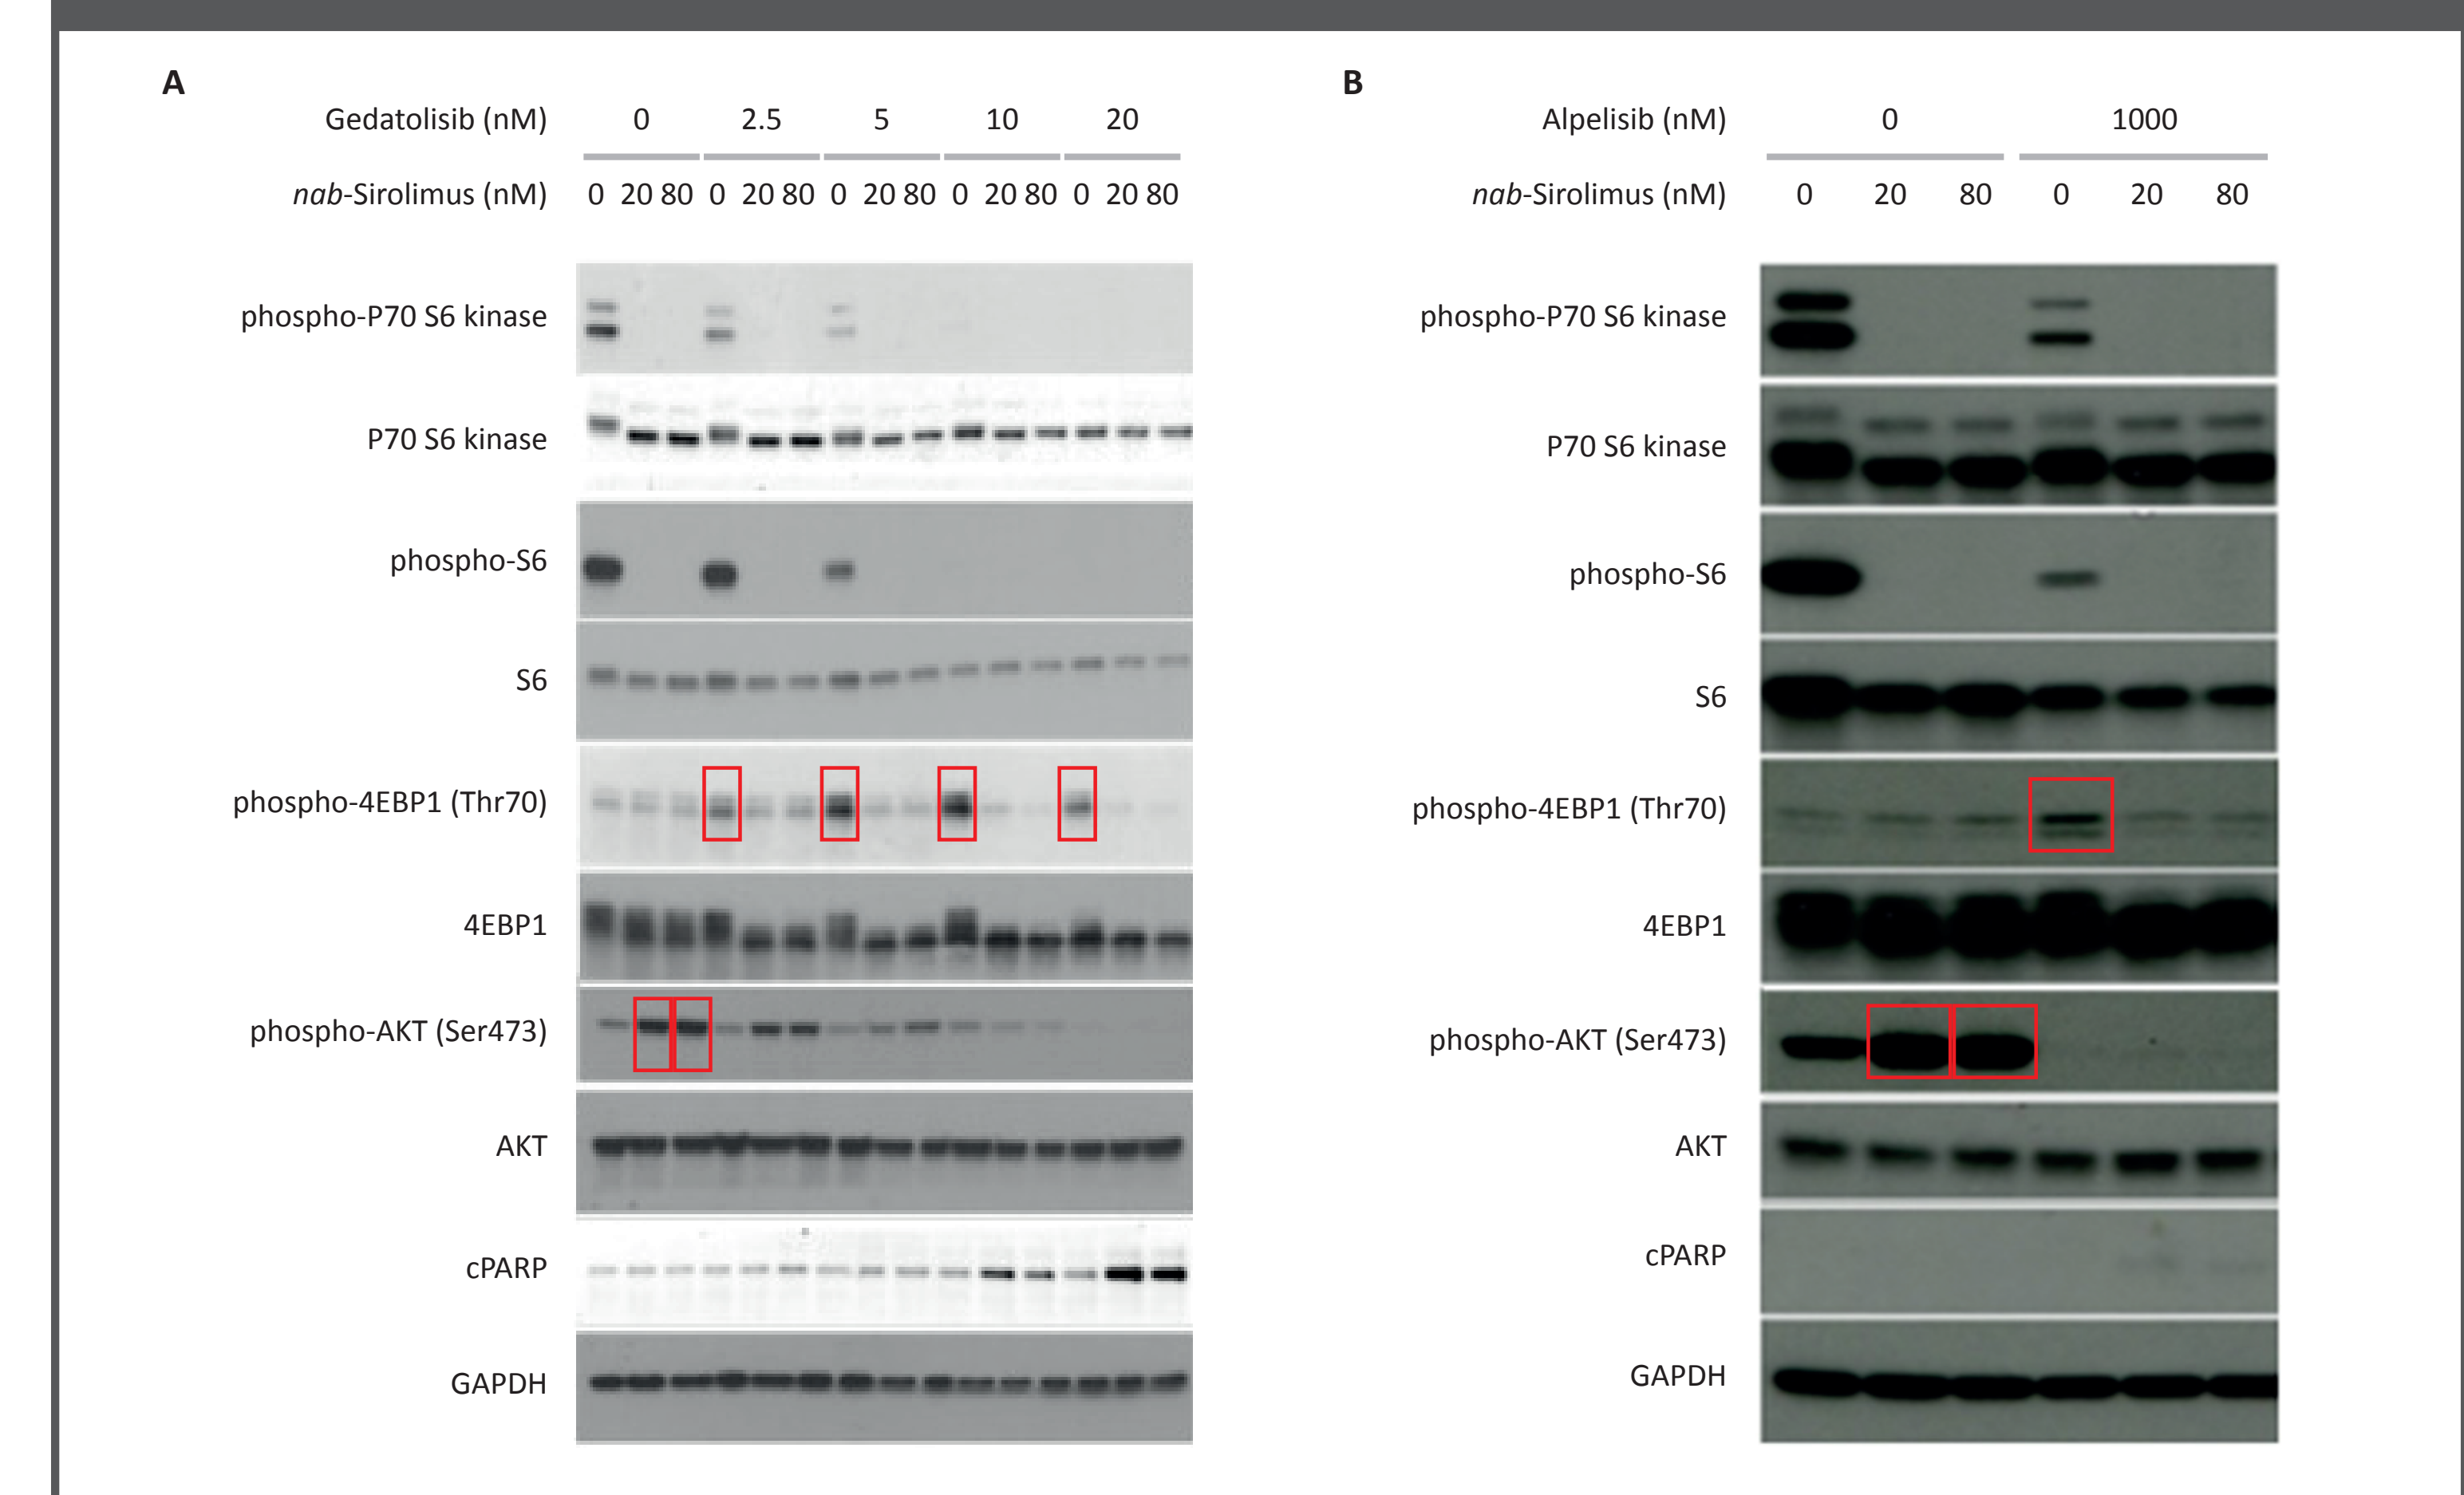 A
Gedatolisib (nM) 0 2.5 5 10 20
nab-Sirolimus (nM) 0 20 80 0 20 80 0 20 80 0 20 80 0 20 80
phospho-P70 S6 kinase
P70 S6 kinase
phospho-S6
S6
phospho-4EBP1 (Thr70)
4EBP1
phospho-AKT (Ser473)
AKT
cPARP
GAPDH
B
Alpelisib (nM) 0 1000
nab-Sirolimus (nM) 0 20 80 0 20 80
phospho-P70 S6 kinase
P70 S6 kinase
phospho-S6
S6
phospho-4EBP1 (Thr70)
4EBP1
phospho-AKT (Ser473)
AKT
cPARP
GAPDH